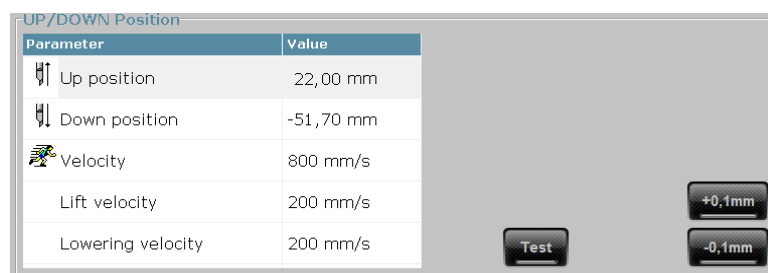 UP/DOWN Position
Parameter Value
Up position 22,00 mm
Down position -51,70 mm
Velocity 800 mm/s
Lift velocity 200 mm/s
+0,1mm
Lowering velocity 200 mm/s
Test
-0,1mm